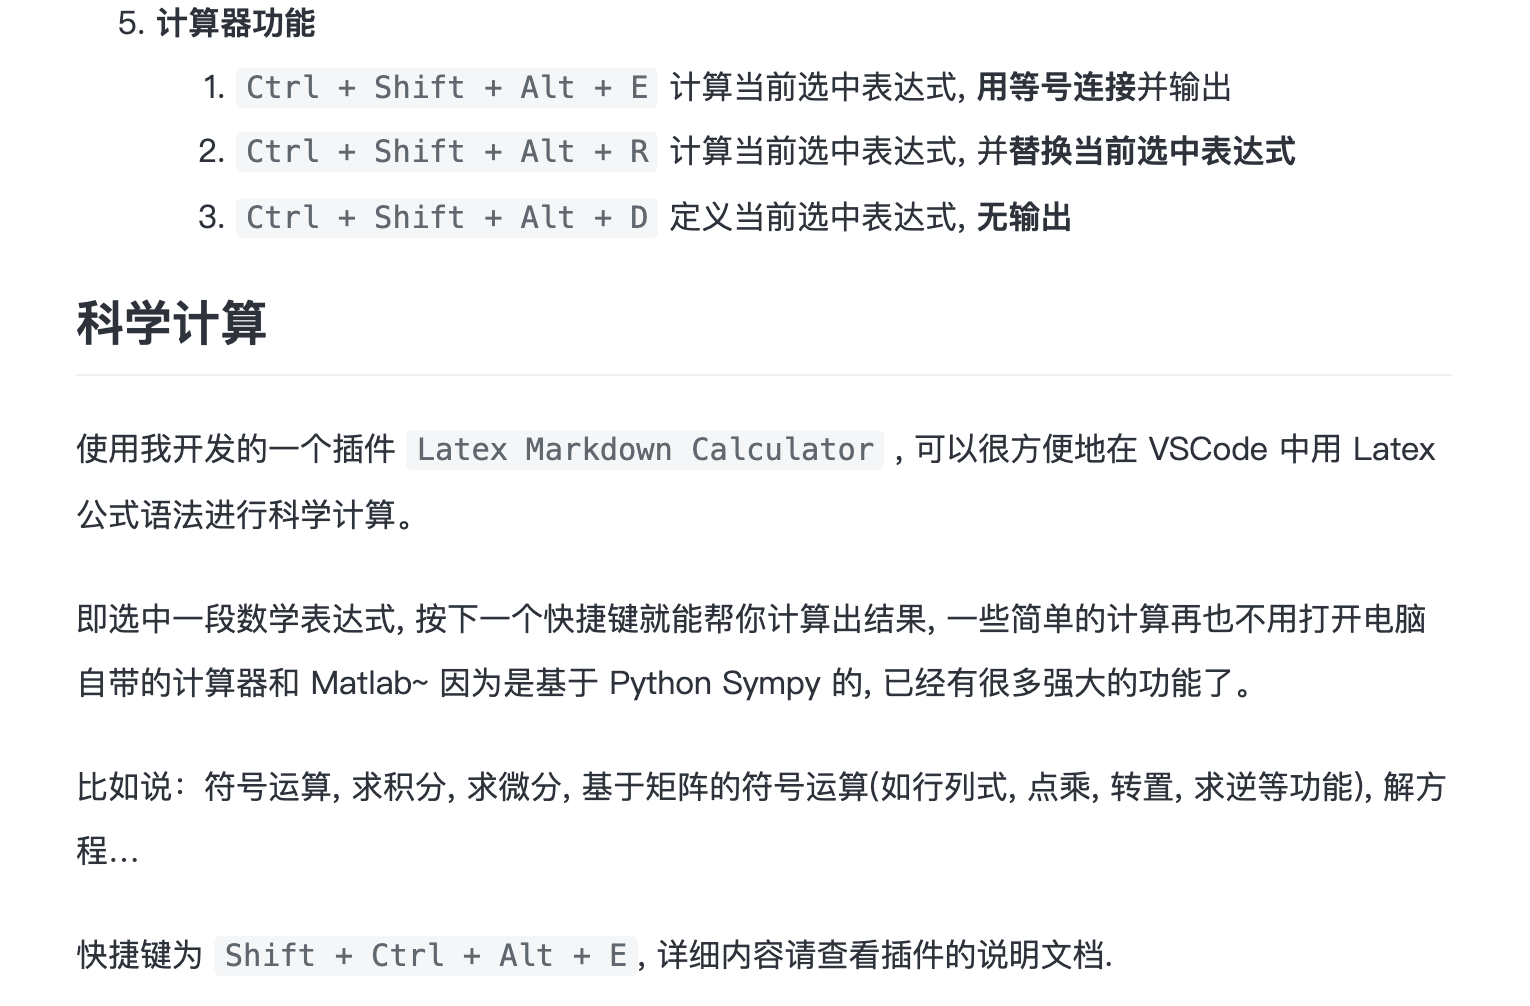 5. 计算器功能
1. Ctrl + Shift + Alt + E 计算当前选中表达式, 用等号连接并输出
2. Ctrl + Shift + Alt + R 计算当前选中表达式, 并替换当前选中表达式
3. Ctrl + Shift + Alt + D 定义当前选中表达式, 无输出
科学计算
使用我开发的一个插件 Latex Markdown Calculator , 可以很方便地在 VSCode 中用 Latex
公式语法进行科学计算。
即选中一段数学表达式, 按下一个快捷键就能帮你计算出结果, 一些简单的计算再也不用打开电脑
自带的计算器和 Matlab~ 因为是基于 Python Sympy 的, 已经有很多强大的功能了。
比如说：符号运算, 求积分, 求微分, 基于矩阵的符号运算(如行列式, 点乘, 转置, 求逆等功能), 解方
程…
快捷键为 Shift + Ctrl + Alt + E, 详细内容请查看插件的说明文档.